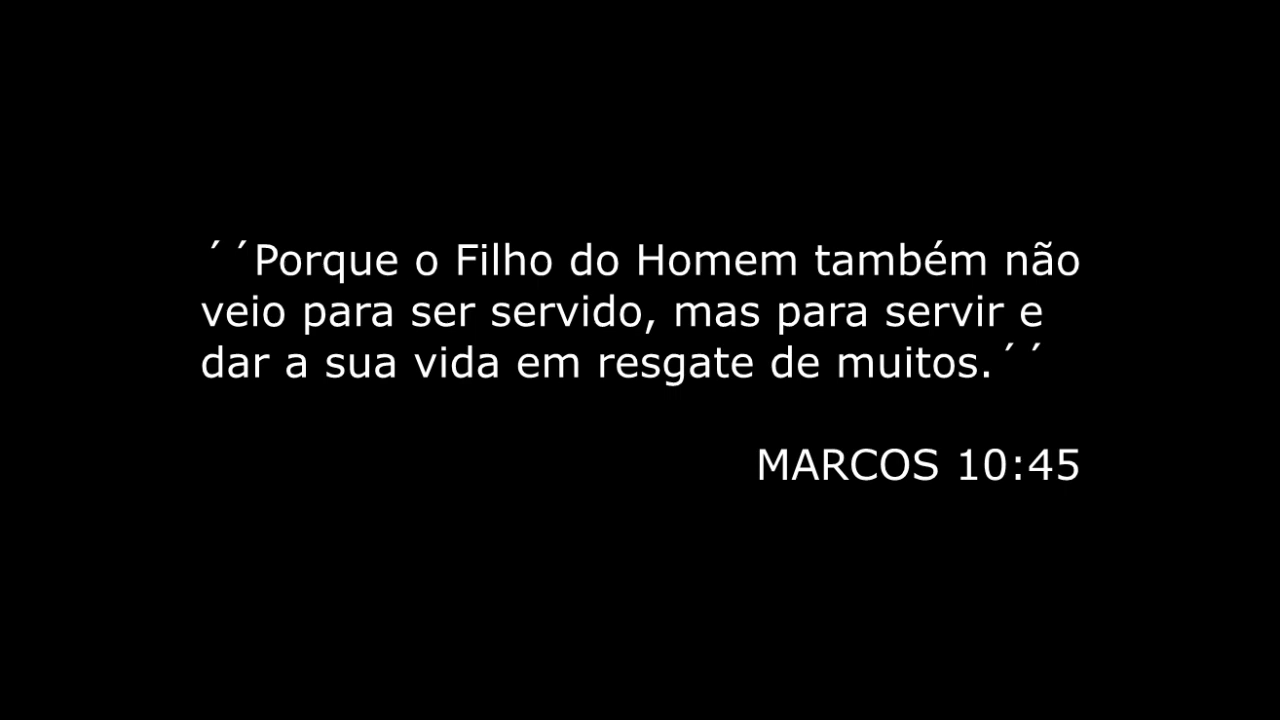 ´´Porque o Filho do Homem também não
veio para ser servido, mas para servir e
dar a sua vida em resgate de muitos.´´
MARCOS 10:45